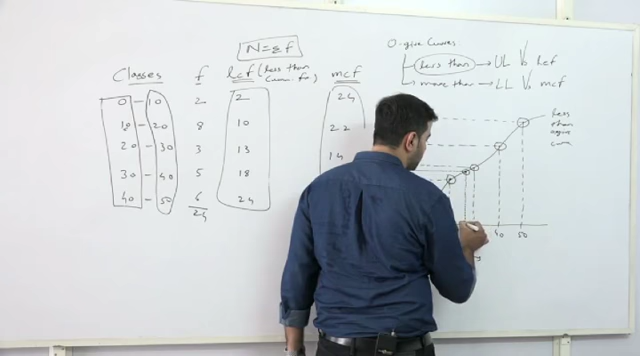 N = Σf
O-give Curves
less than → UL Vs lcf
more than → LL Vs mcf
Classes f lcf (less than cum fr) mcf
0 - 10 2 2 24
10 - 20 8 10 22
20 - 30 3 13 14
30 - 40 5 18
40 - 50 6 24
24
less
than
ogive
curve
40 50